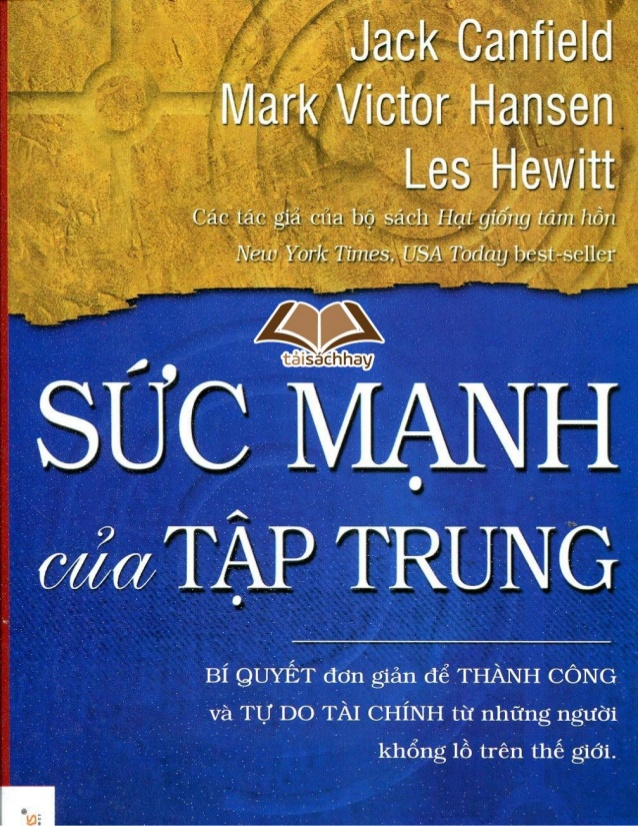 Jack Canfield
Mark Victor Hansen
Les Hewitt
Các tác giả của bộ sách Hạt giống tâm hồn
New York Times, USA Today best-seller
tảisáchhay
SỨC MẠNH
của TẬP TRUNG
BÍ QUYẾT đơn giản để THÀNH CÔNG
và TỰ DO TÀI CHÍNH từ những người
khổng lồ trên thế giới.